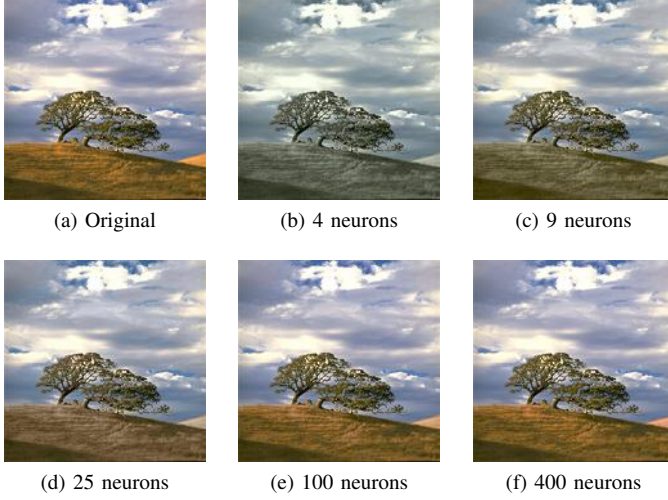 (a) Original
(b) 4 neurons
(c) 9 neurons
(d) 25 neurons
(e) 100 neurons
(f) 400 neurons